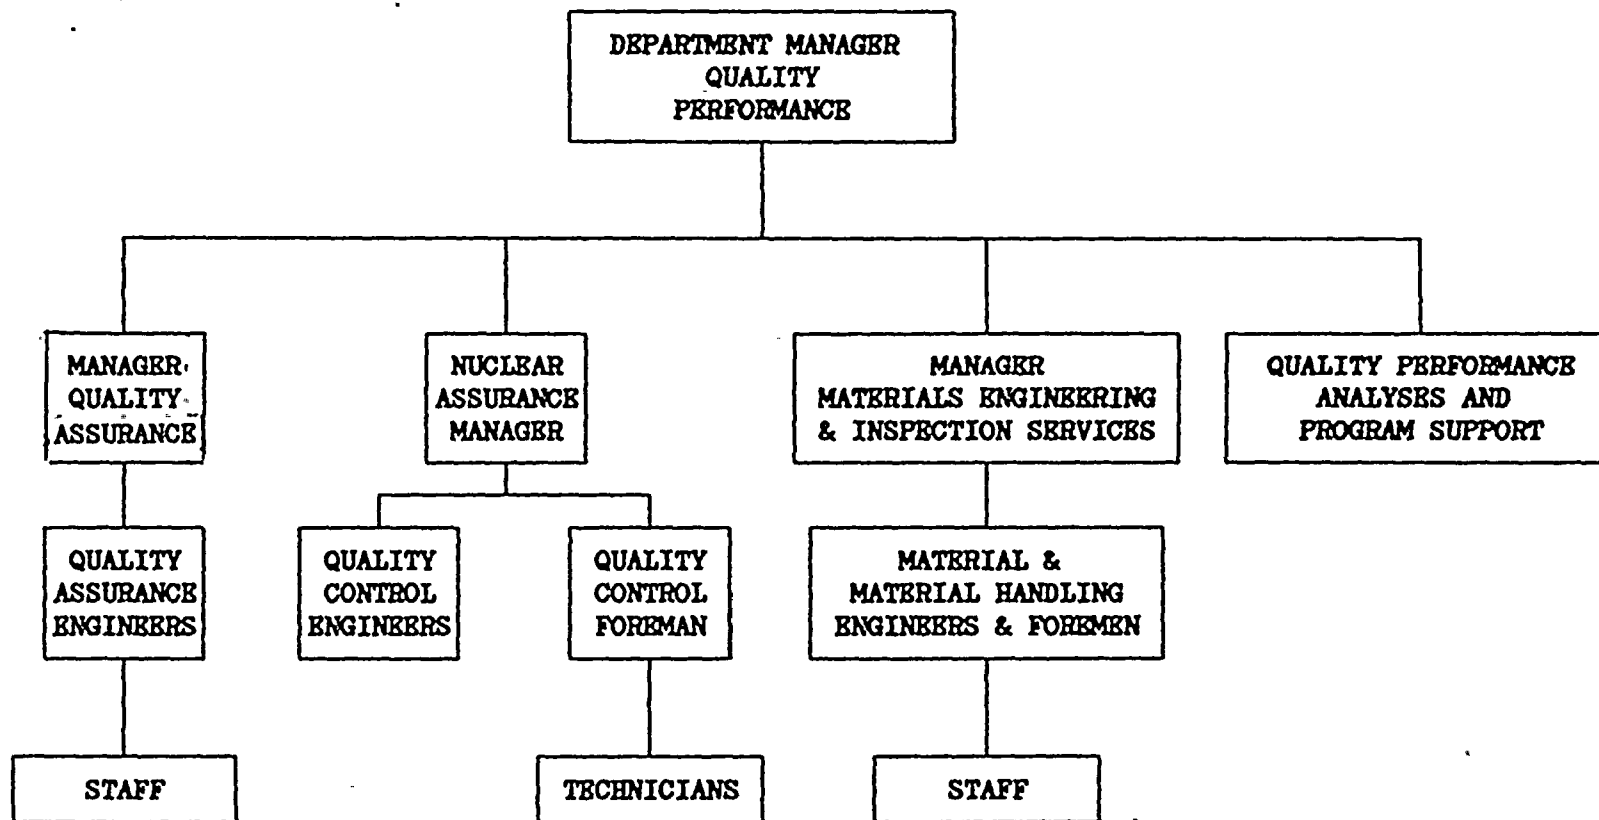 DEPARTMENT MANAGER
QUALITY
PERFORMANCE
MANAGER
QUALITY
ASSURANCE
NUCLEAR
ASSURANCE
MANAGER
MANAGER
MATERIALS ENGINEERING
& INSPECTION SERVICES
QUALITY PERFORMANCE
ANALYSES AND
PROGRAM SUPPORT
QUALITY
ASSURANCE
ENGINEERS
QUALITY
CONTROL
ENGINEERS
QUALITY
CONTROL
FOREMAN
MATERIAL &
MATERIAL HANDLING
ENGINEERS & FOREMEN
STAFF
TECHNICIANS
STAFF